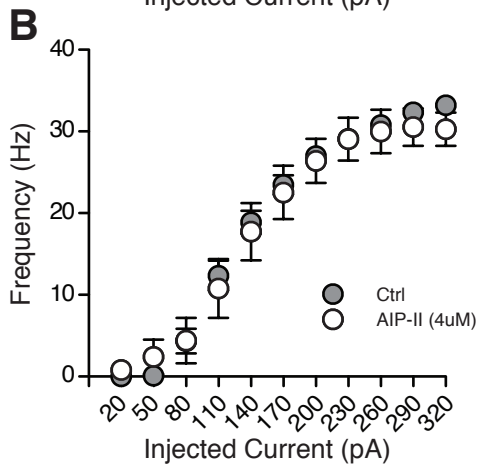 Injected Current (pA)
B
40
30
20
10
0
Frequency (Hz)
Ctrl
AIP-II (4uM)
20 50 80 110 140 170 200 230 260 290 320
Injected Current (pA)